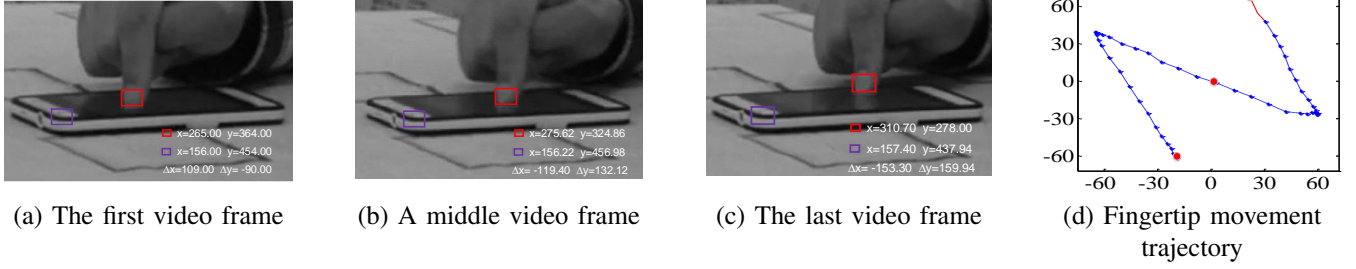 x=265.00 y=364.00
x=156.00 y=454.00
Δx=109.00 Δy= -90.00
(a) The first video frame
x=275.62 y=324.86
x=156.22 y=456.98
Δx= -119.40 Δy=132.12
(b) A middle video frame
x=310.70 y=278.00
x=157.40 y=437.94
Δx= -153.30 Δy=159.94
(c) The last video frame
60
30
0
-30
-60
-60 -30 0 30 60
(d) Fingertip movement
trajectory